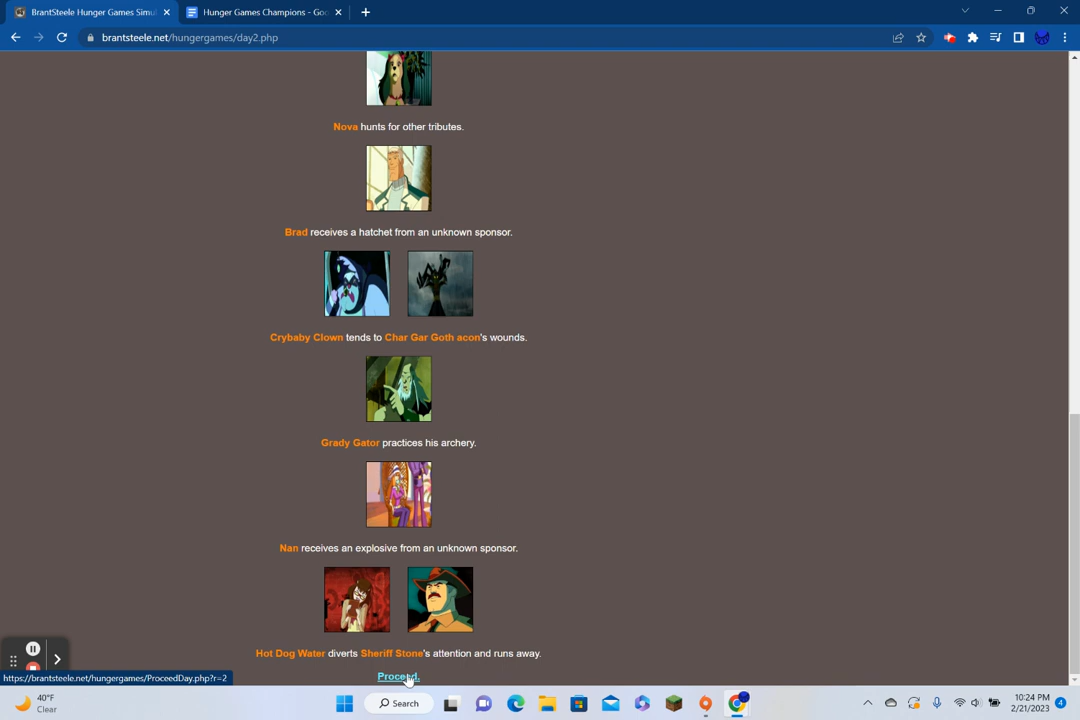 BrantSteele Hunger Games Simul
Hunger Games Champions - Goo
brantsteele.net/hungergames/day2.php
Nova hunts for other tributes.
Brad receives a hatchet from an unknown sponsor.
Crybaby Clown tends to Char Gar Goth acon's wounds.
Grady Gator practices his archery.
Nan receives an explosive from an unknown sponsor.
Hot Dog Water diverts Sheriff Stone's attention and runs away.
Proceed.
https://brantsteele.net/hungergames/ProceedDay.php?r=2
40°F
Clear
Search
10:24 PM
2/21/2023
4